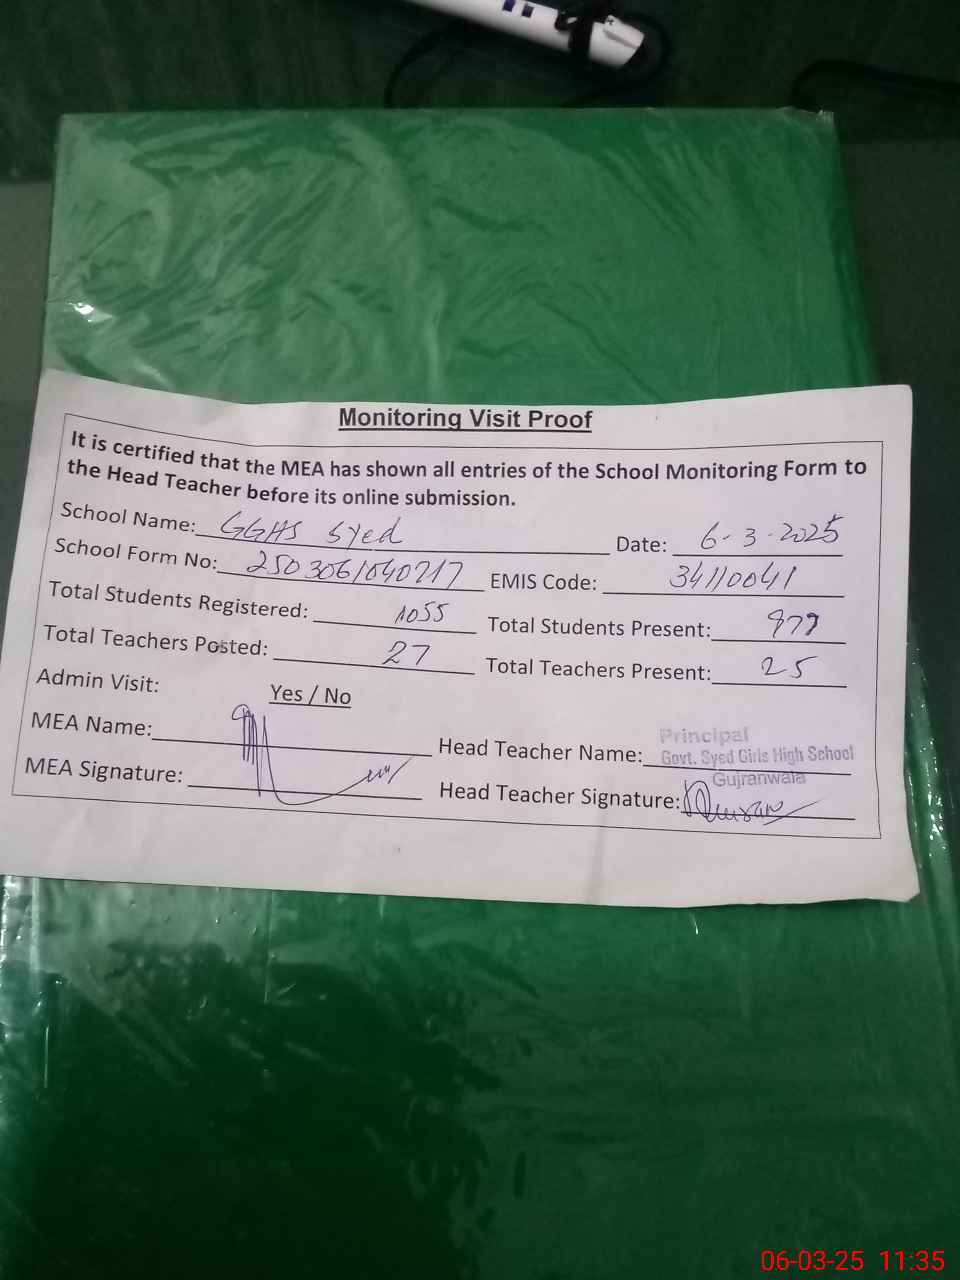 Monitoring Visit Proof
It is certified that the MEA has shown all entries of the School Monitoring Form to
the Head Teacher before its online submission.
School Name: GGHS Syed Date: 6-3-2025
School Form No: 2503061040717 EMIS Code: 34110041
Total Students Registered: 1055 Total Students Present:
Total Teachers Posted: 27 Total Teachers Present: 25
Admin Visit: Yes / No
MEA Name: Head Teacher Name: Principal
Govt. Syed Girls High School
Gujranwala
MEA Signature: Head Teacher Signature:
06-03-25 11:35